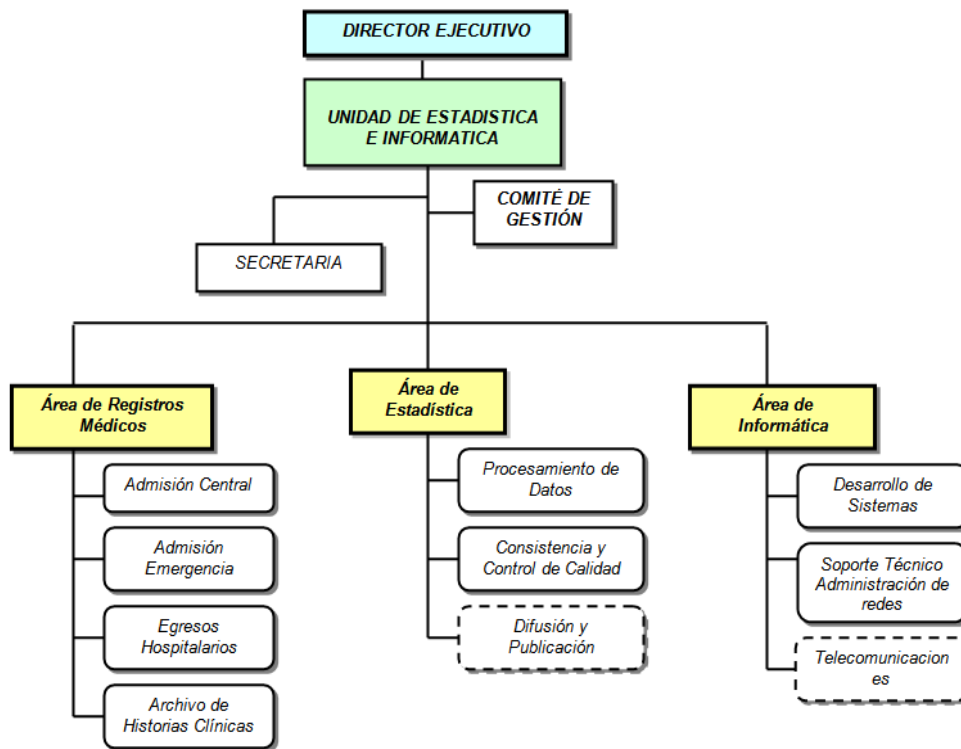 DIRECTOR EJECUTIVO
UNIDAD DE ESTADISTICA
E INFORMATICA
COMITÉ DE
GESTIÓN
SECRETARIA
Área de Registros
Médicos
Admisión Central
Admisión
Emergencia
Egresos
Hospitalarios
Archivo de
Historias Clínicas
Área de
Estadística
Procesamiento de
Datos
Consistencia y
Control de Calidad
Difusión y
Publicación
Área de
Informática
Desarrollo de
Sistemas
Soporte Técnico
Administración de
redes
Telecomunicacion
es